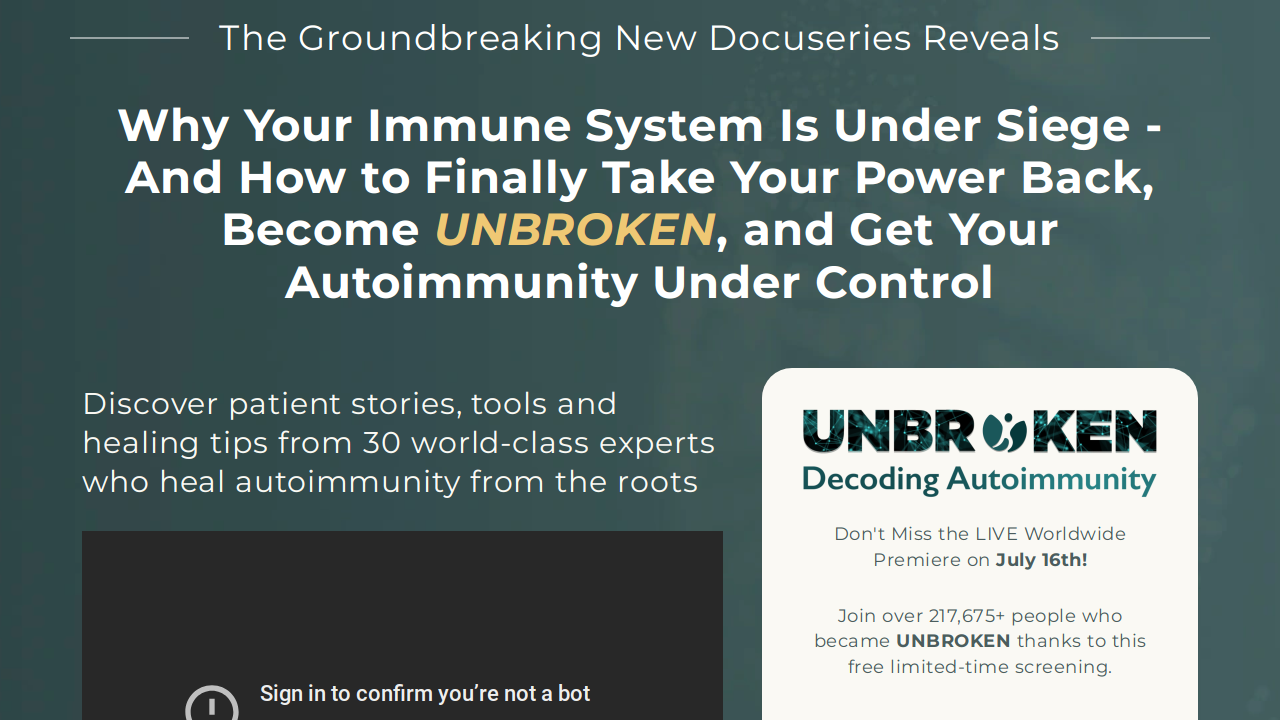 The Groundbreaking New Docuseries Reveals
Why Your Immune System Is Under Siege -
And How to Finally Take Your Power Back,
Become UNBROKEN, and Get Your
Autoimmunity Under Control
Discover patient stories, tools and
healing tips from 30 world-class experts
who heal autoimmunity from the roots
Sign in to confirm you’re not a bot
UNBROKEN
Decoding Autoimmunity
Don't Miss the LIVE Worldwide
Premiere on July 16th!
Join over 217,675+ people who
became UNBROKEN thanks to this
free limited-time screening.